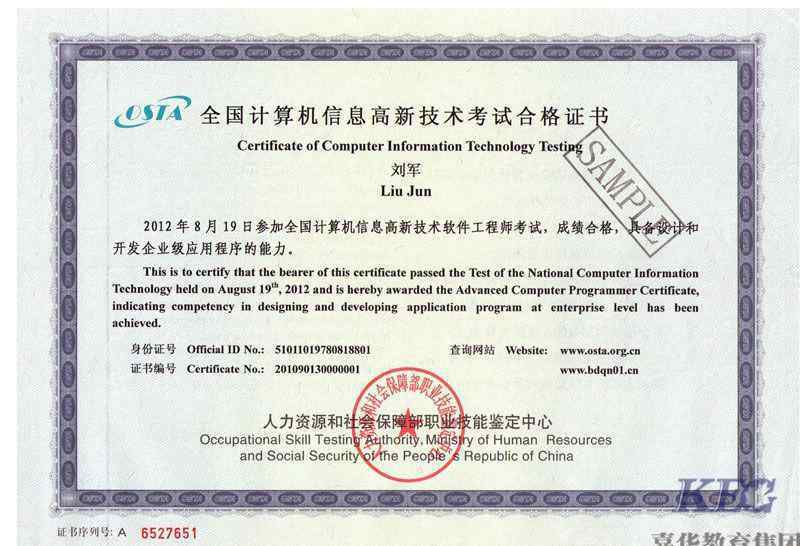 OSTA 全国计算机信息高新技术考试合格证书
Certificate of Computer Information Technology Testing
刘军
Liu Jun
SAMPLE
2012年8月19日参加全国计算机信息高新技术软件工程师考试，成绩合格，具备设计和
开发企业级应用程序的能力。
This is to certify that the bearer of this certificate passed the Test of the National Computer Information
Technology held on August 19th, 2012 and is hereby awarded the Advanced Computer Programmer Certificate,
indicating competency in designing and developing application program at enterprise level has been
achieved.
身份证号 Official ID No.: 51011019780818801 查询网站 Website: www.osta.org.cn
证书编号 Certificate No.: 201090130000001 www.bdqn01.cn
人力资源和社会保障部职业技能鉴定中心
Occupational Skill Testing Authority, Ministry of Human Resources
and Social Security of the People's Republic of China
KEC
证书序列号: A 6527651
嘉华教育集团